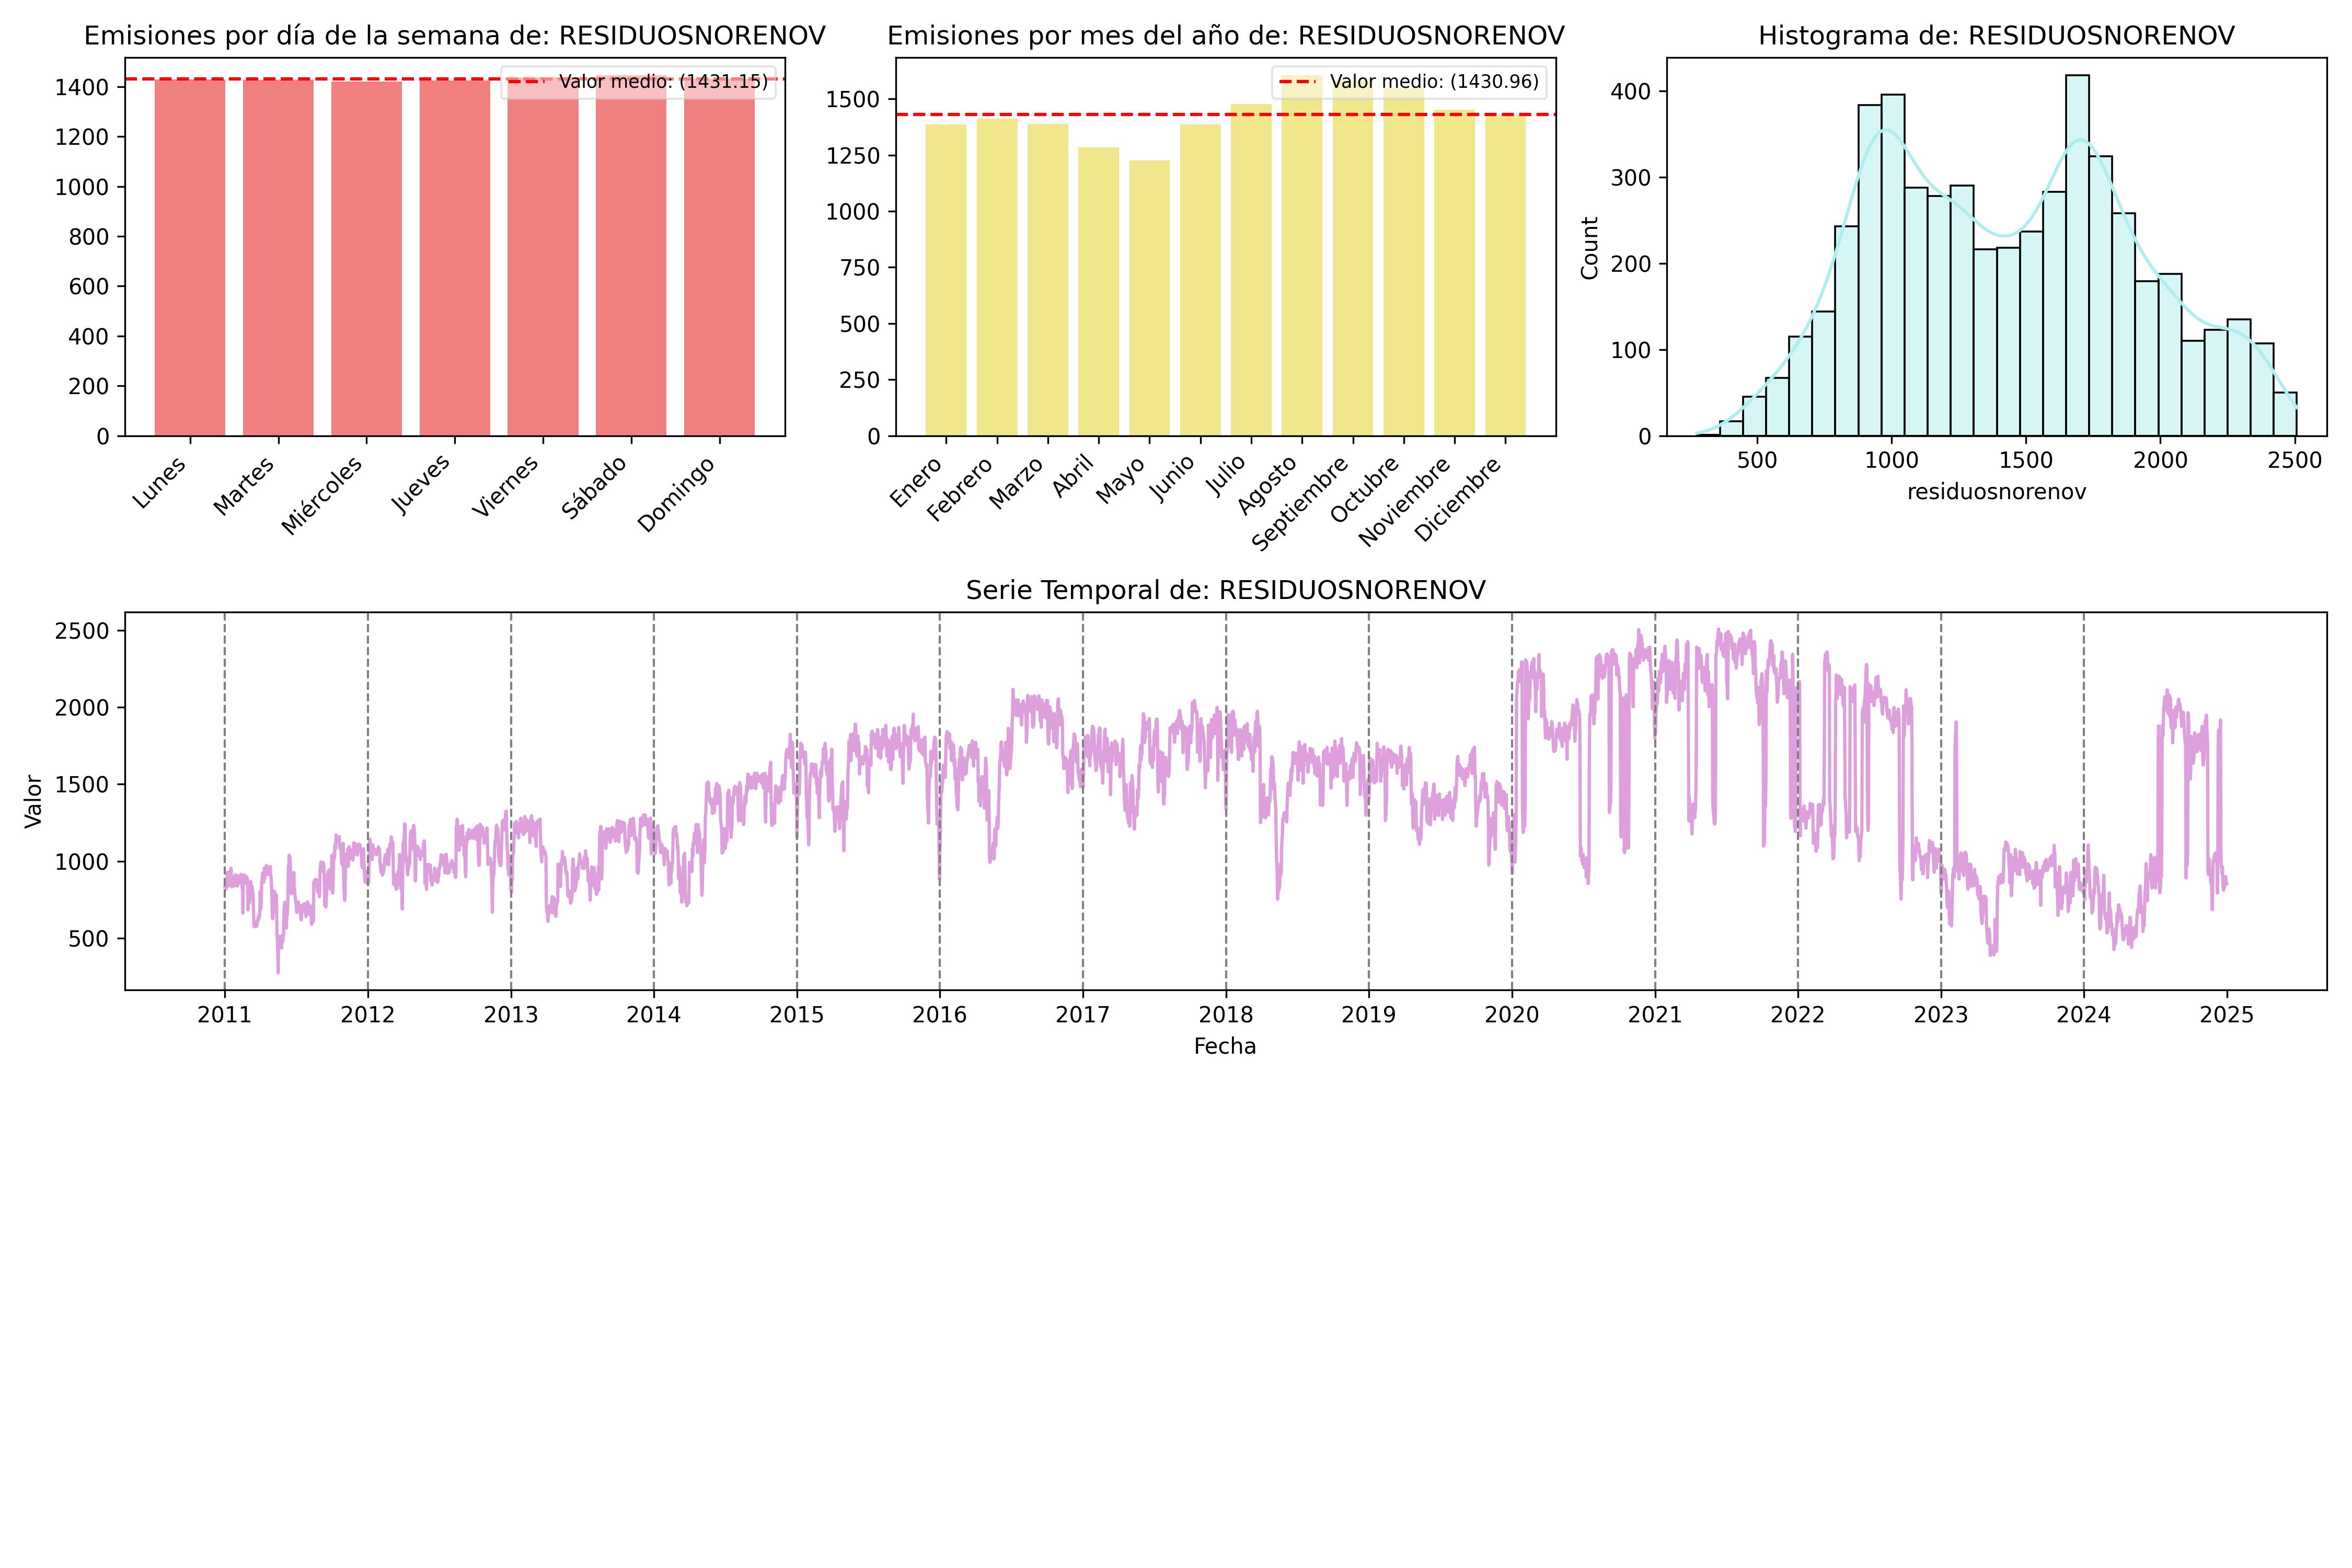 Emisiones por día de la semana de: RESIDUOSNORENOV
1400
1200
1000
800
600
400
200
0
Valor medio: (1431.15)
Lunes
Martes
Miércoles
Jueves
Viernes
Sábado
Domingo
Emisiones por mes del año de: RESIDUOSNORENOV
1500
1250
1000
750
500
250
0
Valor medio: (1430.96)
Enero
Febrero
Marzo
Abril
Mayo
Junio
Julio
Agosto
Septiembre
Octubre
Noviembre
Diciembre
Histograma de: RESIDUOSNORENOV
Count
400
300
200
100
0
500 1000 1500 2000 2500
residuosnorenov
Serie Temporal de: RESIDUOSNORENOV
Valor
2500
2000
1500
1000
500
2011 2012 2013 2014 2015 2016 2017 2018 2019 2020 2021 2022 2023 2024 2025
Fecha